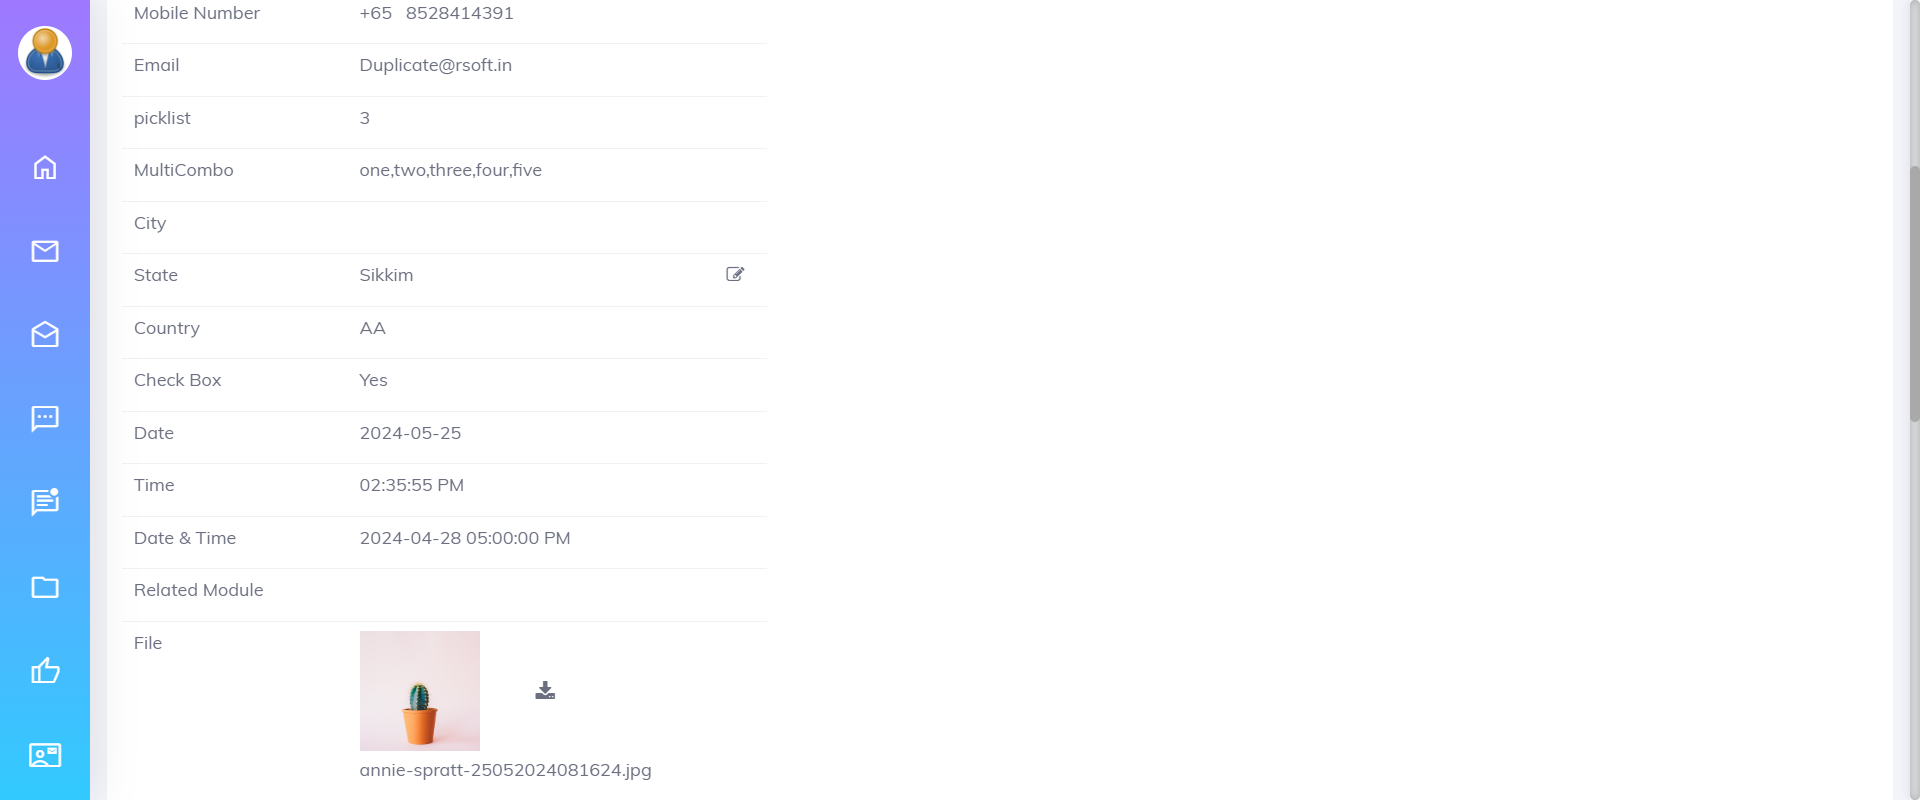 Mobile Number +65 8528414391
Email Duplicate@rsoft.in
picklist 3
MultiCombo one,two,three,four,five
City
State Sikkim
Country AA
Check Box Yes
Date 2024-05-25
Time 02:35:55 PM
Date & Time 2024-04-28 05:00:00 PM
Related Module
File
annie-spratt-25052024081624.jpg